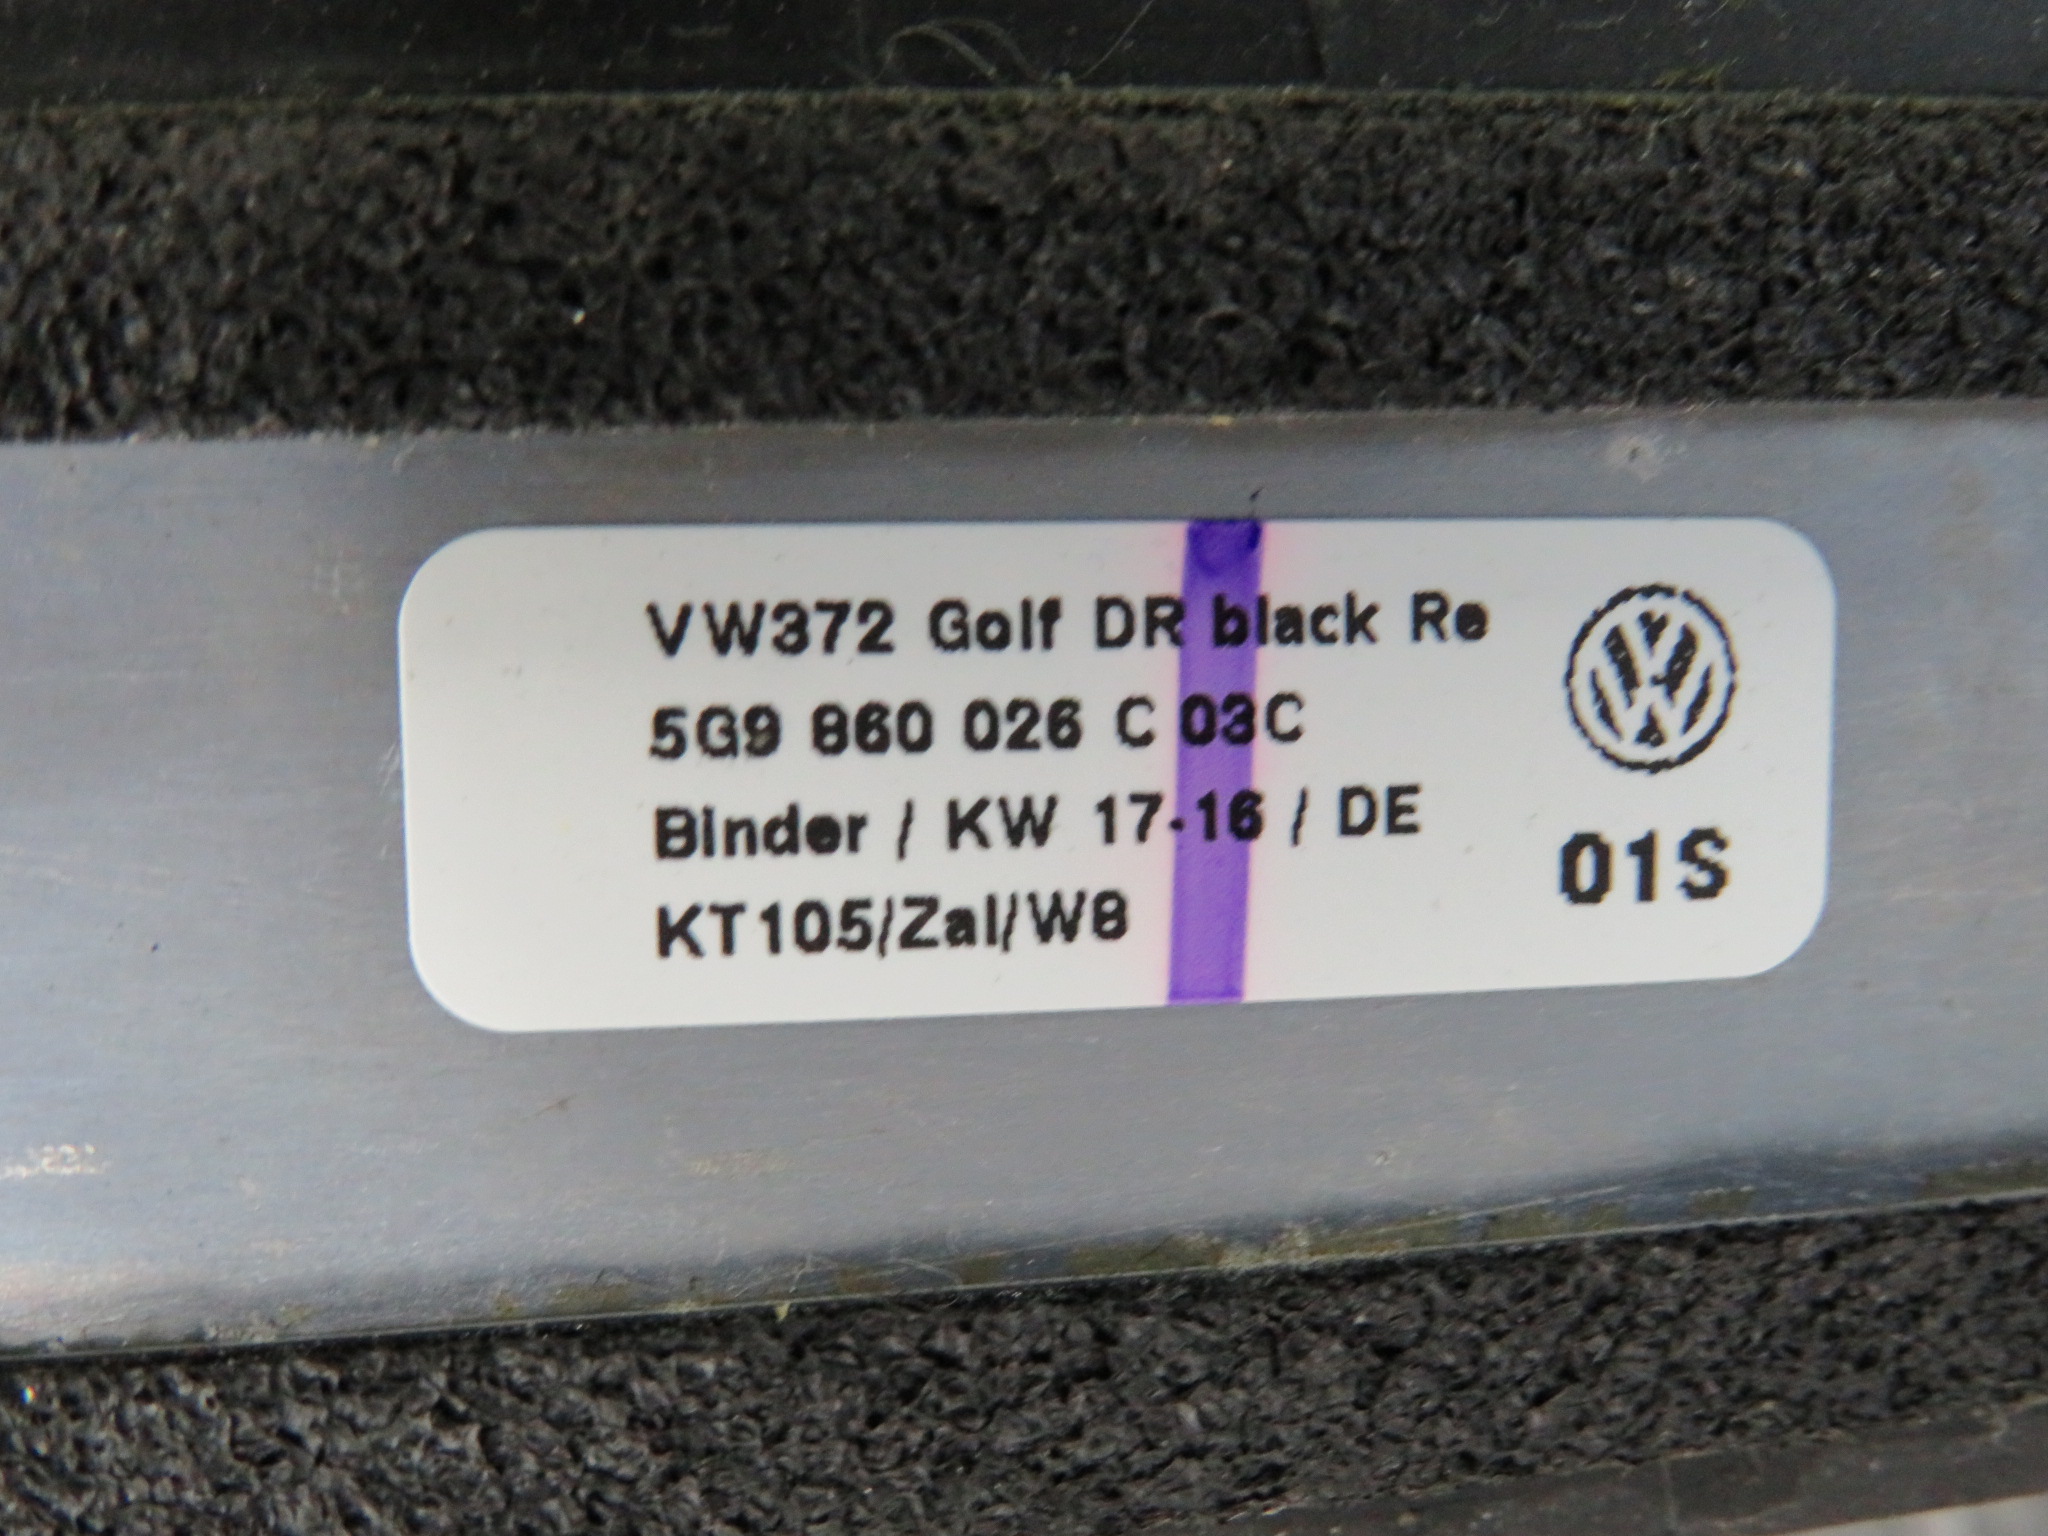 VW372 Golf DR black Re
5G9 860 026 C 03C
Binder / KW 17-16 / DE
KT105/Zal/W8
01S